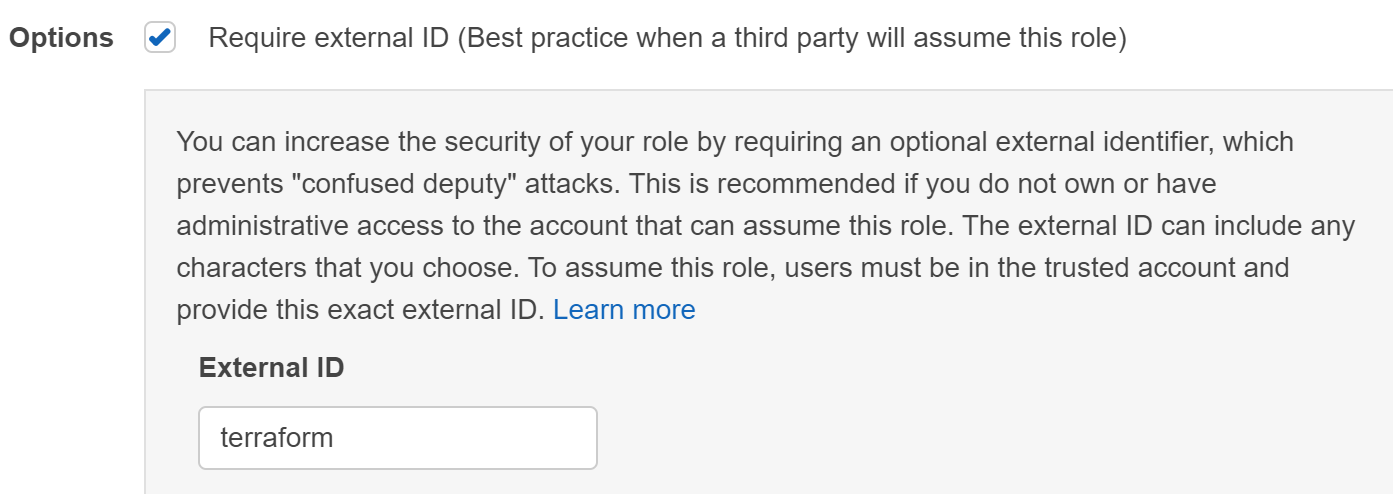 Options Require external ID (Best practice when a third party will assume this role)
You can increase the security of your role by requiring an optional external identifier, which
prevents "confused deputy" attacks. This is recommended if you do not own or have
administrative access to the account that can assume this role. The external ID can include any
characters that you choose. To assume this role, users must be in the trusted account and
provide this exact external ID. Learn more
External ID
terraform